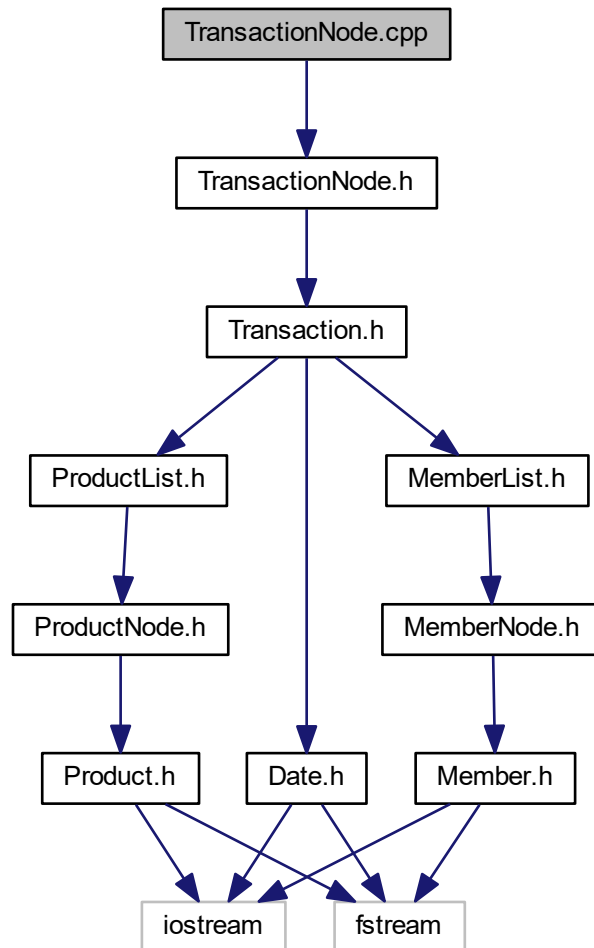 TransactionNode.cpp
TransactionNode.h
Transaction.h
ProductList.h
MemberList.h
ProductNode.h
MemberNode.h
Product.h
Date.h
Member.h
iostream
fstream